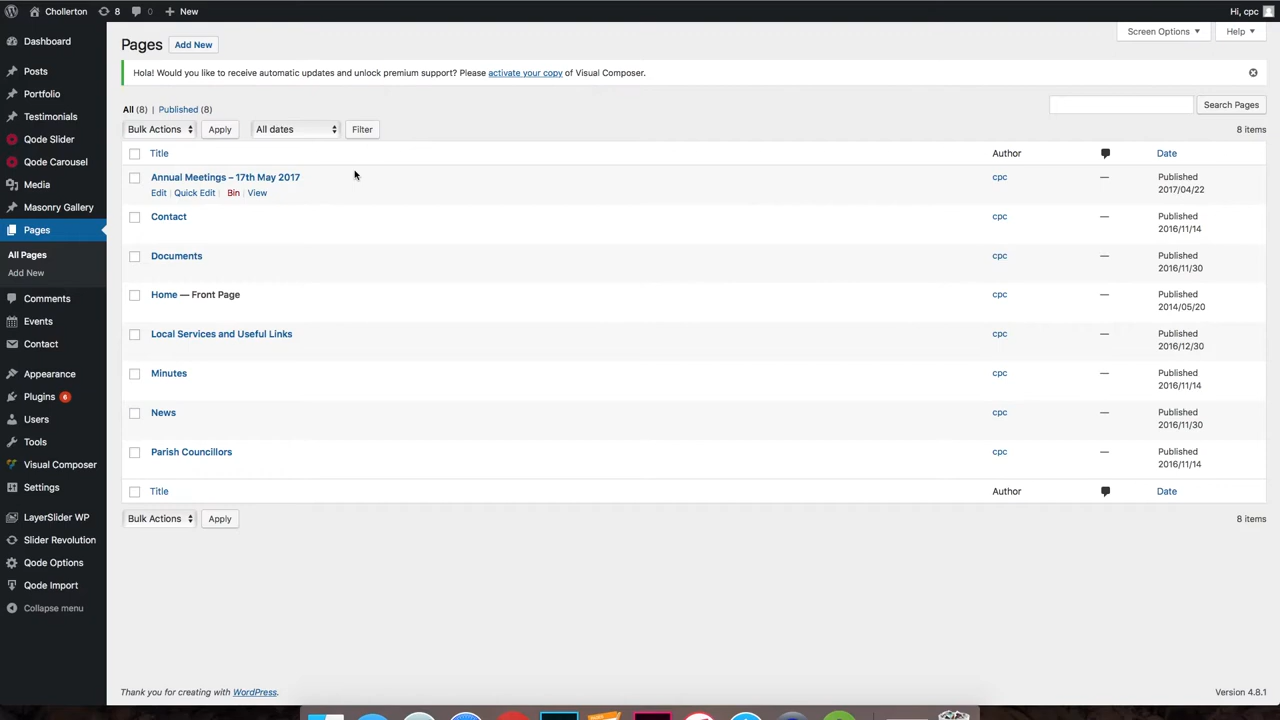 Chollerton 8 0 New Hi, cpc
Dashboard
Posts
Portfolio
Testimonials
Qode Slider
Qode Carousel
Media
Masonry Gallery
Pages
All Pages
Add New
Comments
Events
Contact
Appearance
Plugins 6
Users
Tools
Visual Composer
Settings
LayerSlider WP
Slider Revolution
Qode Options
Qode Import
Collapse menu
Screen Options Help
Pages Add New
Hola! Would you like to receive automatic updates and unlock premium support? Please activate your copy of Visual Composer.
All (8) | Published (8) Search Pages
Bulk Actions Apply All dates Filter 8 items
Title Author Date
Annual Meetings – 17th May 2017 cpc — Published
2017/04/22
Edit | Quick Edit | Bin | View
Contact cpc — Published
2016/11/14
Documents cpc — Published
2016/11/30
Home — Front Page cpc — Published
2014/05/20
Local Services and Useful Links cpc — Published
2016/12/30
Minutes cpc — Published
2016/11/14
News cpc — Published
2016/11/30
Parish Councillors cpc — Published
2016/11/14
Title Author Date
Bulk Actions Apply 8 items
Thank you for creating with WordPress. Version 4.8.1